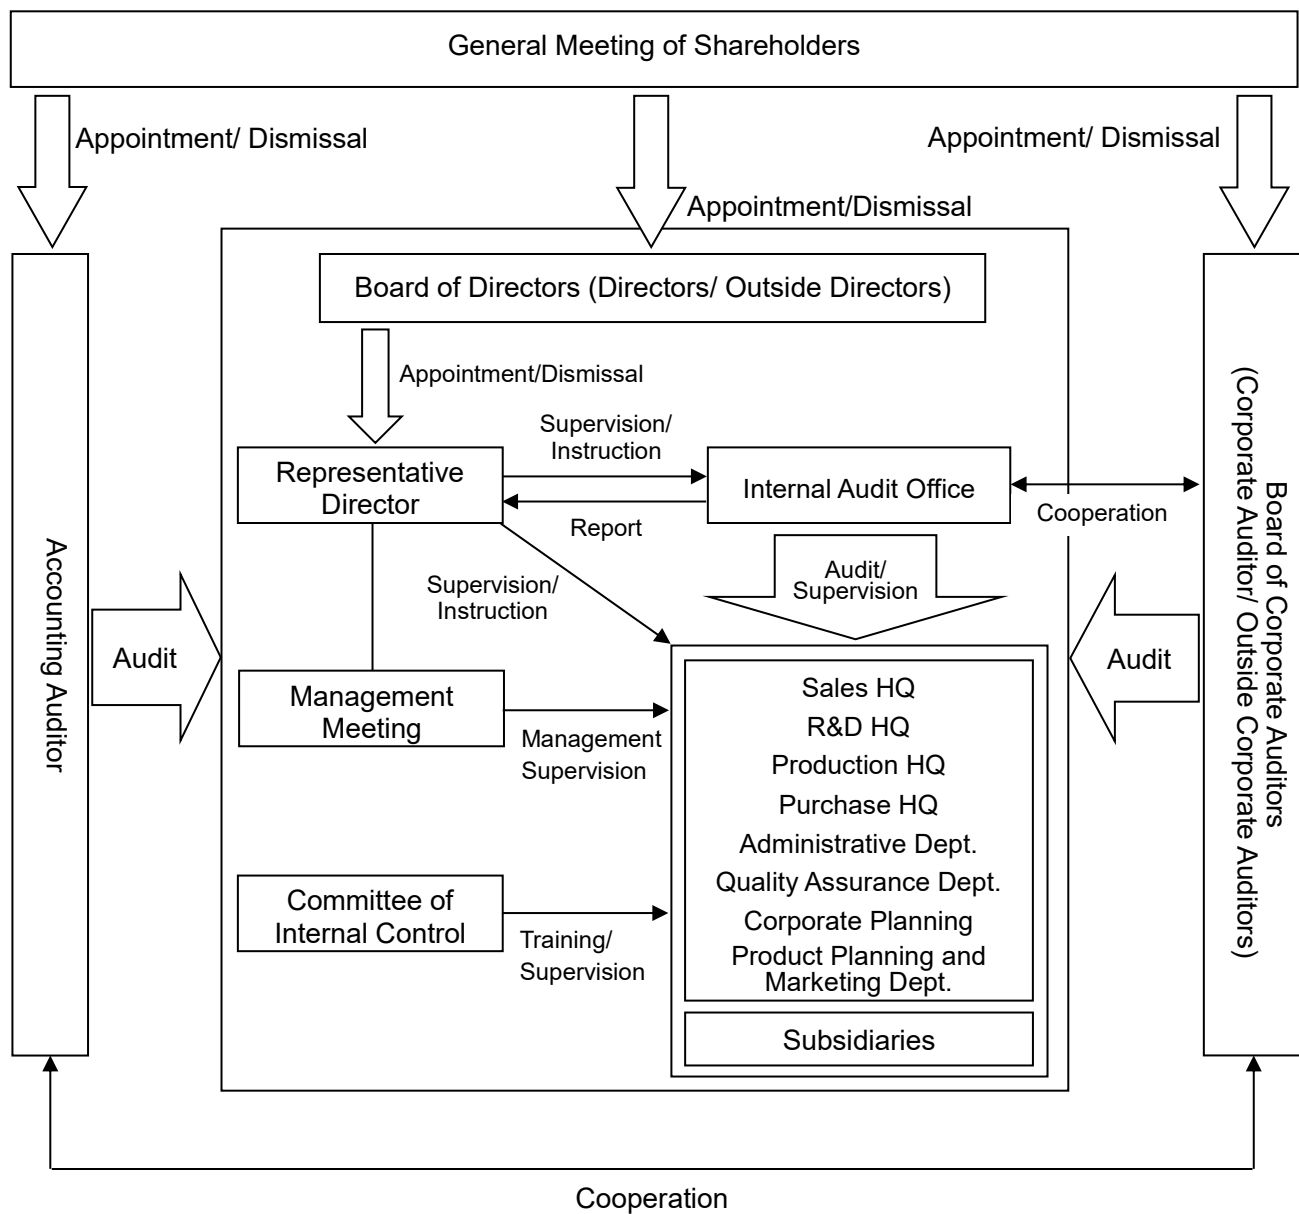 General Meeting of Shareholders
Appointment/ Dismissal
Appointment/ Dismissal
Appointment/Dismissal
Board of Directors (Directors/ Outside Directors)
Appointment/Dismissal
Supervision/
Instruction
Representative
Director
Internal Audit Office
Report
Cooperation
Supervision/
Instruction
Audit/
Supervision
Accounting Auditor
Audit
Audit
Board of Corporate Auditors
(Corporate Auditor/ Outside Corporate Auditors)
Management
Meeting
Management
Supervision
Sales HQ
R&D HQ
Production HQ
Purchase HQ
Administrative Dept.
Quality Assurance Dept.
Corporate Planning
Product Planning and
Marketing Dept.
Committee of
Internal Control
Training/
Supervision
Subsidiaries
Cooperation